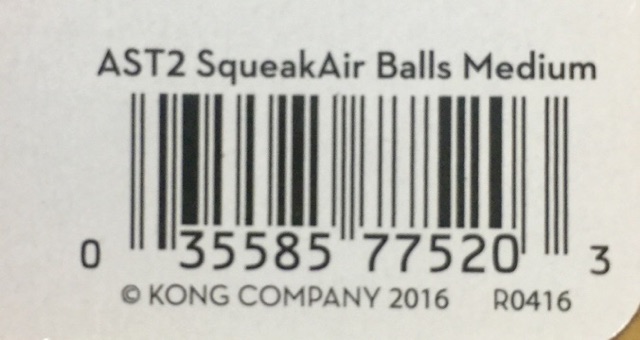 AST2 SqueakAir Balls Medium
0 35585 77520 3
© KONG COMPANY 2016 R0416